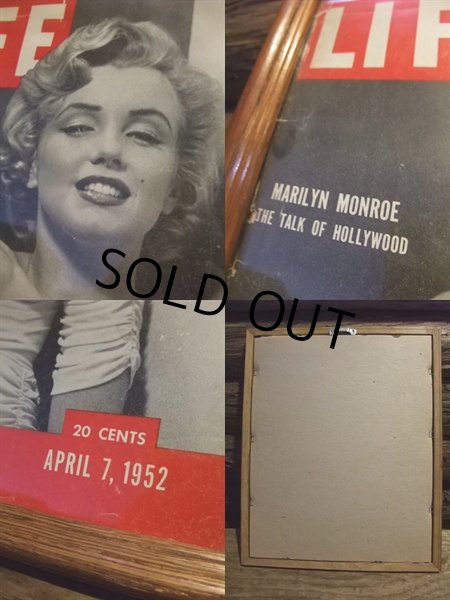 FE
LIF
MARILYN MONROE
THE TALK OF HOLLYWOOD
SOLD OUT
20 CENTS
APRIL 7, 1952